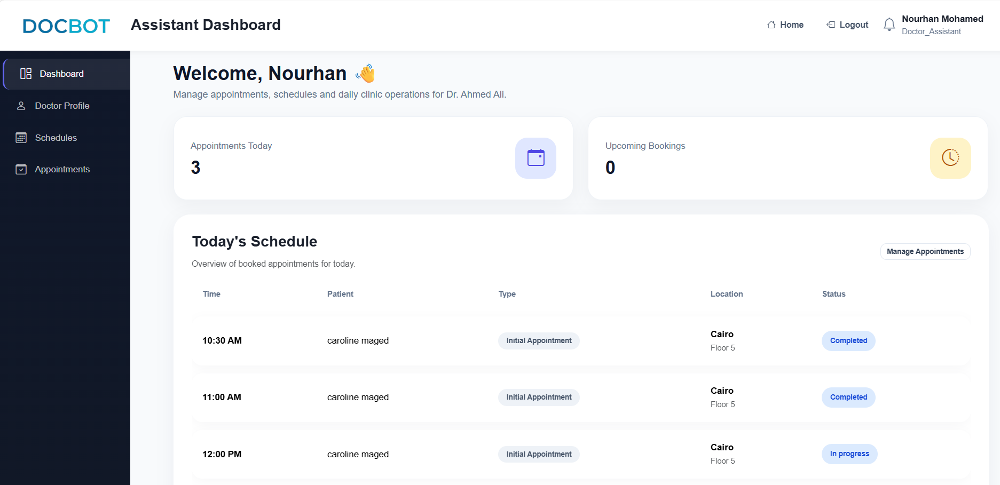 DOCBOT
Assistant Dashboard
Home
Logout
Nourhan Mohamed
Doctor_Assistant
Dashboard
Doctor Profile
Schedules
Appointments
Welcome, Nourhan 👋
Manage appointments, schedules and daily clinic operations for Dr. Ahmed Ali.
Appointments Today
3
Upcoming Bookings
0
Today's Schedule
Overview of booked appointments for today.
Manage Appointments
Time Patient Type Location Status
10:30 AM caroline maged Initial Appointment Cairo Completed
Floor 5
11:00 AM caroline maged Initial Appointment Cairo Completed
Floor 5
12:00 PM caroline maged Initial Appointment Cairo In progress
Floor 5